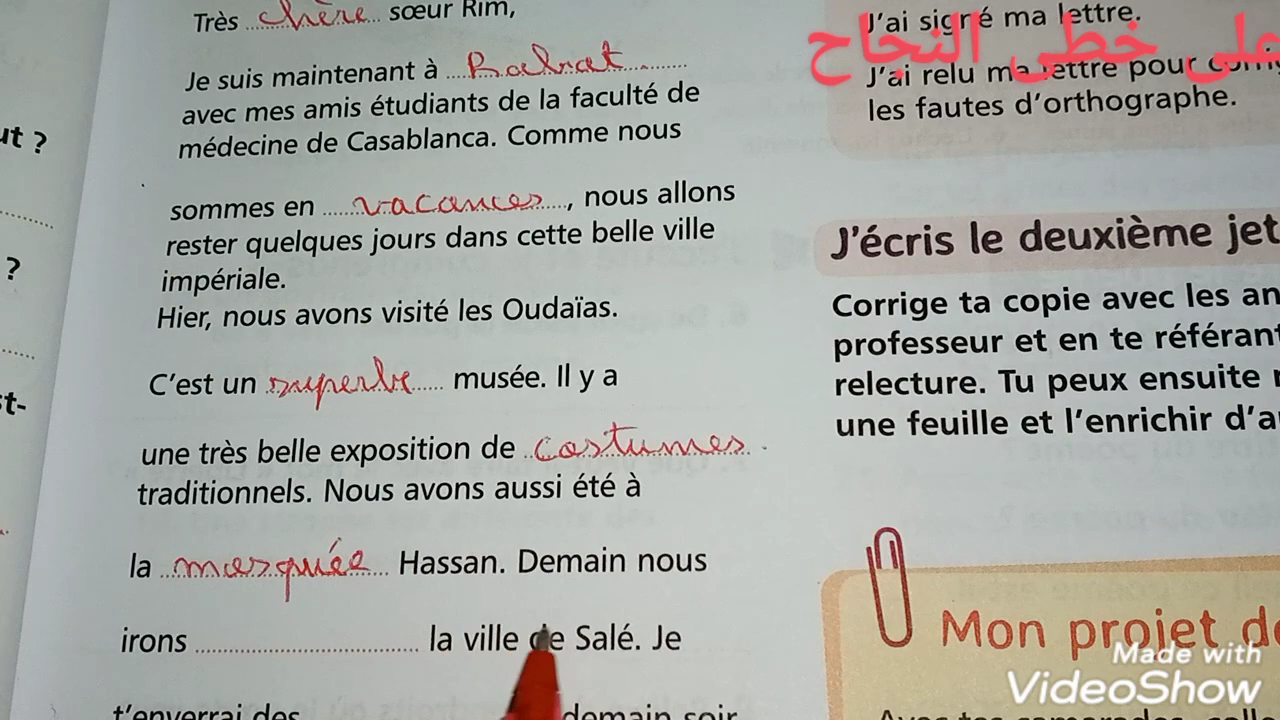 Très chère sœur Rim,
Je suis maintenant à Rabat
avec mes amis étudiants de la faculté de
médecine de Casablanca. Comme nous
sommes en vacances, nous allons
rester quelques jours dans cette belle ville
impériale.
Hier, nous avons visité les Oudaïas.
C'est un superbe musée. Il y a
une très belle exposition de costumes
traditionnels. Nous avons aussi été à
la mosquée Hassan. Demain nous
irons la ville de Salé. Je
t'enverrai des demain soir
ut ?
?
st-
J'ai signé ma lettre.
على خطى النجاح
J'ai relu ma lettre pour
les fautes d'orthographe.
J'écris le deuxième jet
Corrige ta copie avec les an
professeur et en te référant
relecture. Tu peux ensuite
une feuille et l'enrichir d'a
Mon projet de
Made with
VideoShow